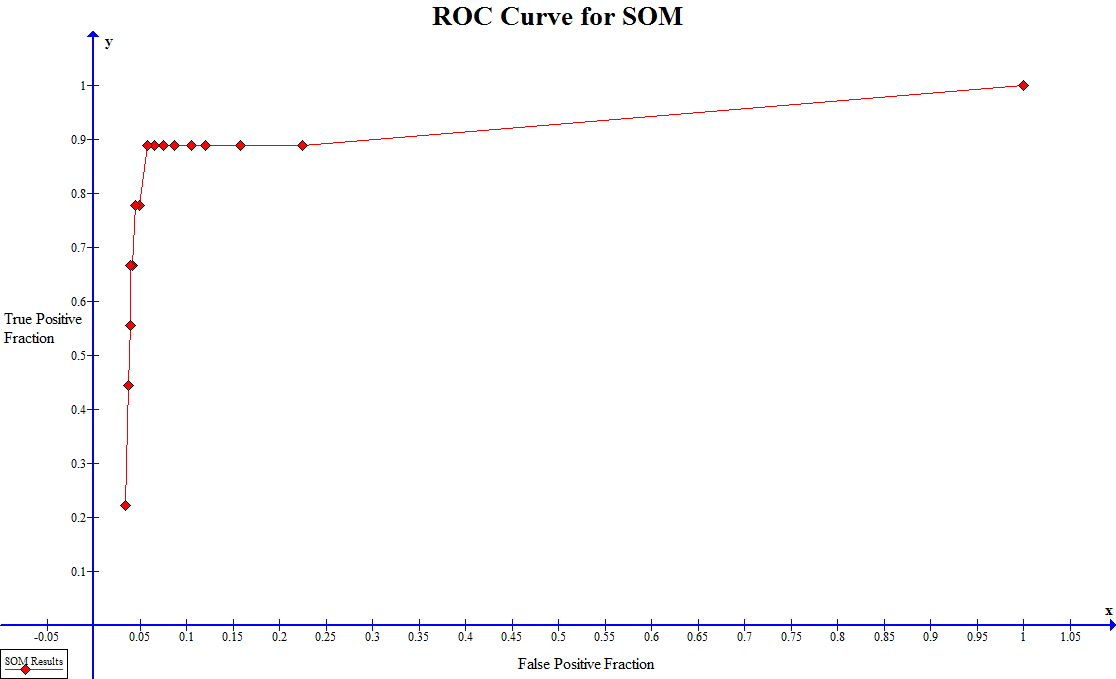 ROC Curve for SOM
y
1
0.9
0.8
0.7
0.6
True Positive
Fraction
0.5
0.4
0.3
0.2
0.1
x
-0.05 0.05 0.1 0.15 0.2 0.25 0.3 0.35 0.4 0.45 0.5 0.55 0.6 0.65 0.7 0.75 0.8 0.85 0.9 0.95 1 1.05
SOM Results
False Positive Fraction